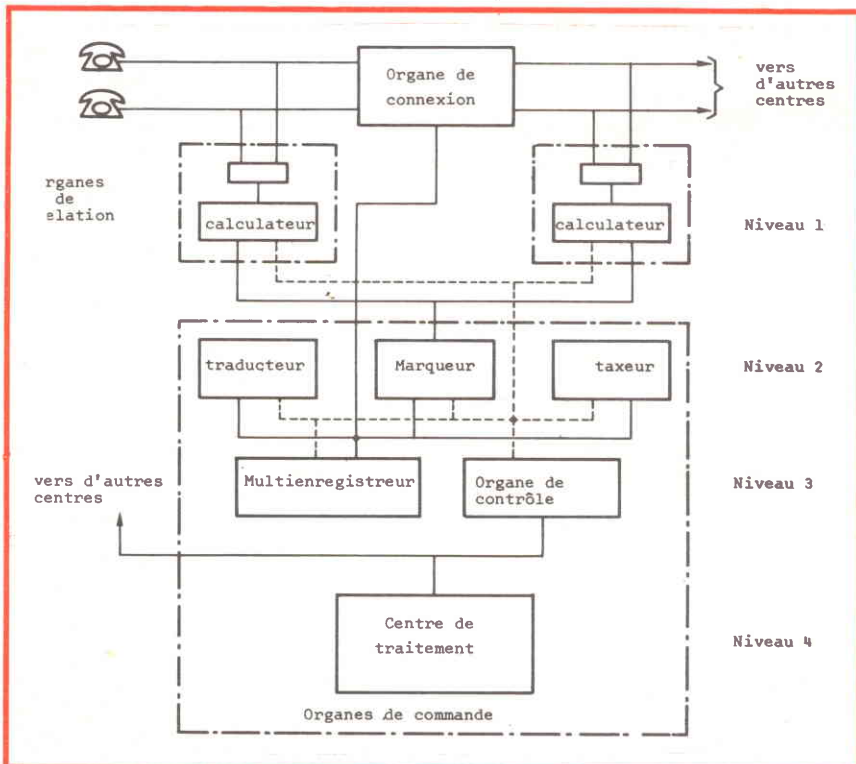 Organe de
connexion
vers
d'autres
centres
rganes
de
elation
calculateur
calculateur
Niveau 1
traducteur
Marqueur
taxeur
Niveau 2
vers d'autres
centres
Multienregistreur
Organe de
contrôle
Niveau 3
Centre de
traitement
Niveau 4
Organes de commande